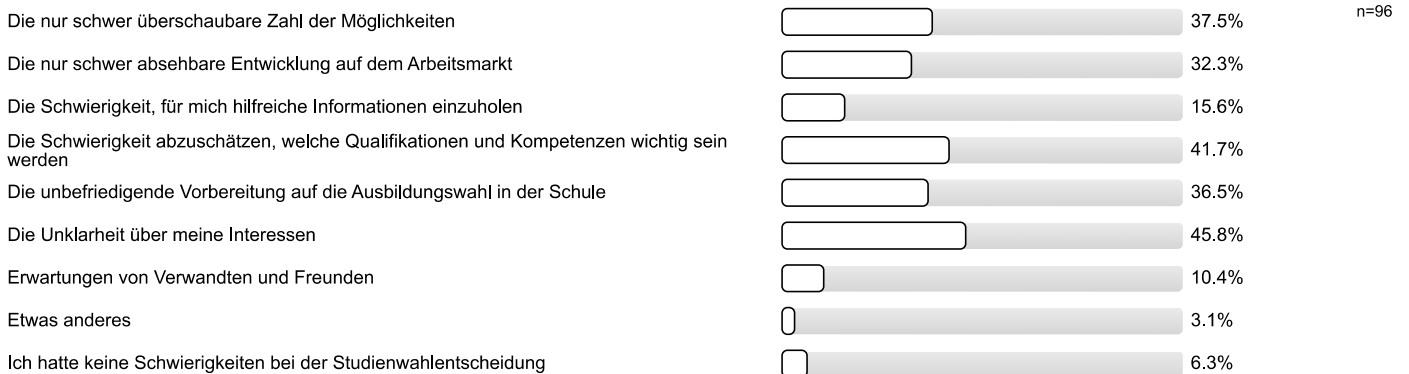 Die nur schwer überschaubare Zahl der Möglichkeiten 37.5% n=96
Die nur schwer absehbare Entwicklung auf dem Arbeitsmarkt 32.3%
Die Schwierigkeit, für mich hilfreiche Informationen einzuholen 15.6%
Die Schwierigkeit abzuschätzen, welche Qualifikationen und Kompetenzen wichtig sein
werden 41.7%
Die unbefriedigende Vorbereitung auf die Ausbildungswahl in der Schule 36.5%
Die Unklarheit über meine Interessen 45.8%
Erwartungen von Verwandten und Freunden 10.4%
Etwas anderes 3.1%
Ich hatte keine Schwierigkeiten bei der Studienwahlentscheidung 6.3%